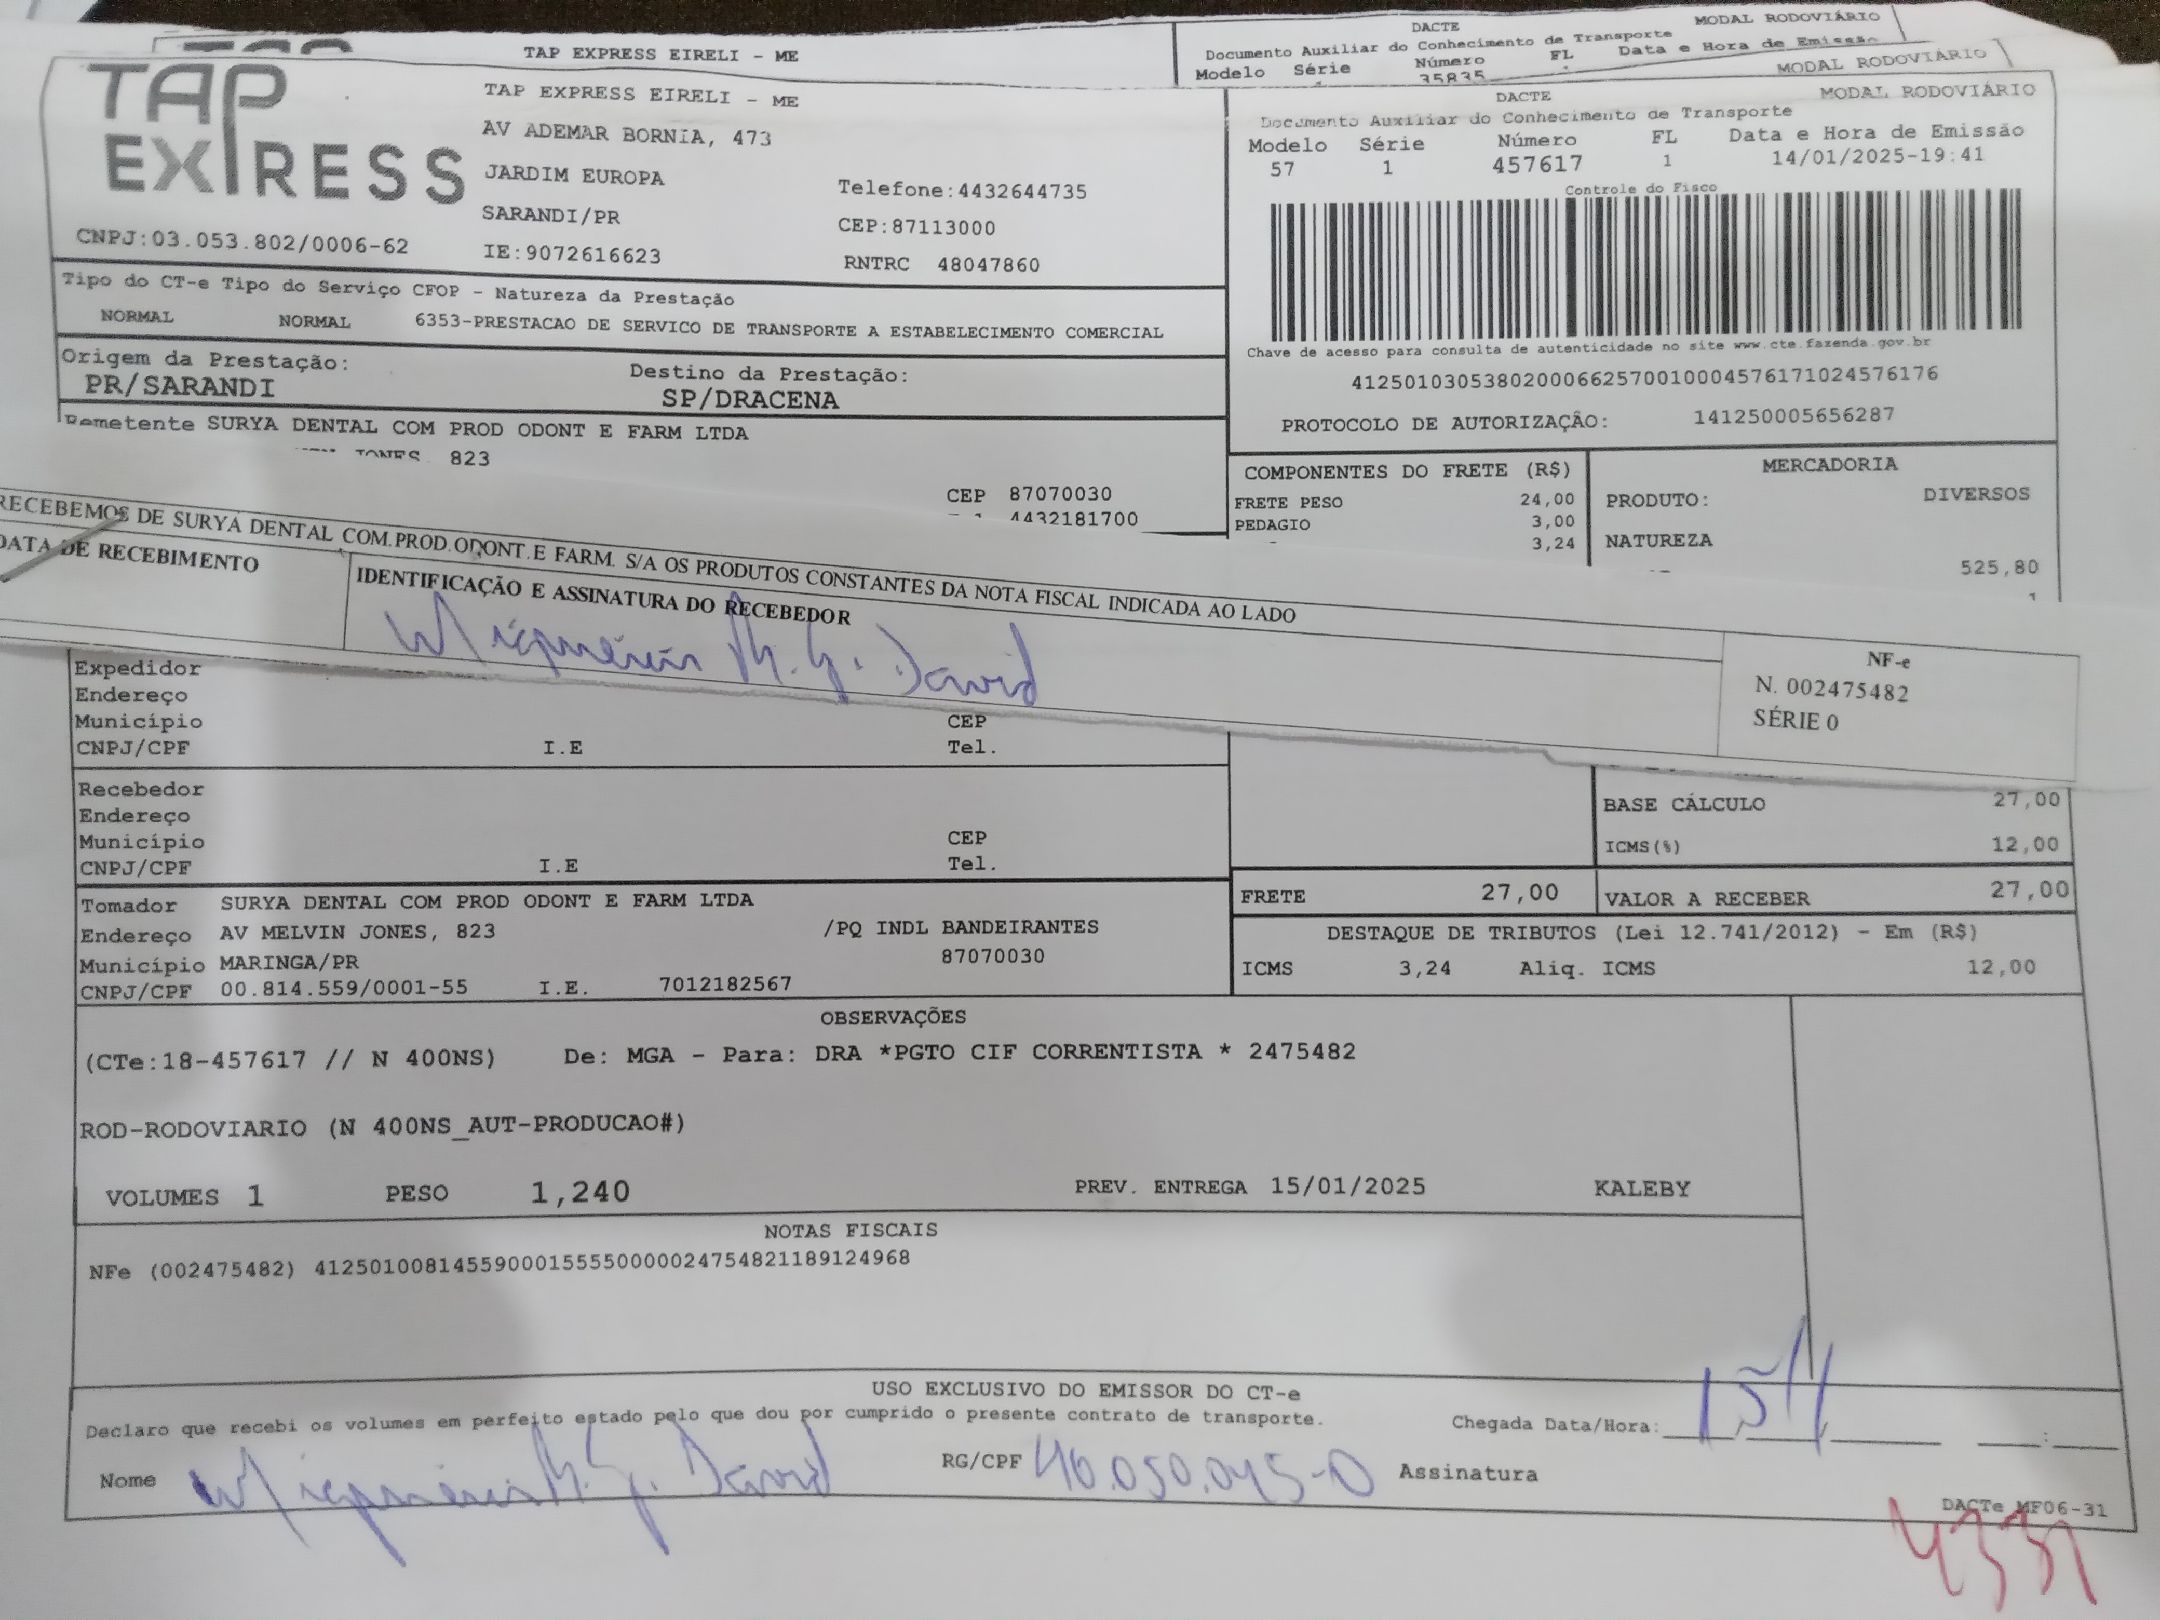 TAP EXPRESS EIRELI - ME
DACTE
MODAL RODOVIÁRIO
Documento Auxiliar do Conhecimento de Transporte
Modelo Série Número FL Data e Hora de Emissão
35835
MODAL RODOVIÁRIO
TAP EXPRESS
CNPJ:03.053.802/0006-62
TAP EXPRESS EIRELI - ME
AV ADEMAR BORNIA, 473
JARDIM EUROPA
SARANDI/PR
IE:9072616623
Telefone:4432644735
CEP:87113000
RNTRC 48047860
DACTE
MODAL RODOVIÁRIO
Documento Auxiliar do Conhecimento de Transporte
Modelo Série Número FL Data e Hora de Emissão
57 1 457617 1 14/01/2025-19:41
Controle do Fisco
Chave de acesso para consulta de autenticidade no site www.cte.fazenda.gov.br
41250103053802000662570010004576171024576176
PROTOCOLO DE AUTORIZAÇÃO: 141250005656287
Tipo do CT-e Tipo do Serviço CFOP - Natureza da Prestação
NORMAL NORMAL 6353-PRESTACAO DE SERVICO DE TRANSPORTE A ESTABELECIMENTO COMERCIAL
Origem da Prestação: Destino da Prestação:
PR/SARANDI SP/DRACENA
Remetente SURYA DENTAL COM PROD ODONT E FARM LTDA
JONES, 823
CEP 87070030
4432181700
COMPONENTES DO FRETE (R$)
FRETE PESO 24,00
PEDAGIO 3,00
3,24
MERCADORIA
PRODUTO: DIVERSOS
NATUREZA
525,80
1
RECEBEMOS DE SURYA DENTAL COM.PROD.ODONT.E FARM. S/A OS PRODUTOS CONSTANTES DA NOTA FISCAL INDICADA AO LADO
DATA DE RECEBIMENTO
IDENTIFICAÇÃO E ASSINATURA DO RECEBEDOR
David
NF-e
N. 002475482
SÉRIE 0
Expedidor
Endereço
Município CEP
CNPJ/CPF I.E Tel.
Recebedor
Endereço
Município CEP
CNPJ/CPF I.E Tel.
BASE CÁLCULO 27,00
ICMS(%) 12,00
FRETE 27,00 VALOR A RECEBER 27,00
DESTAQUE DE TRIBUTOS (Lei 12.741/2012) - Em (R$)
ICMS 3,24 Aliq. ICMS 12,00
Tomador SURYA DENTAL COM PROD ODONT E FARM LTDA
Endereço AV MELVIN JONES, 823 /PQ INDL BANDEIRANTES
Município MARINGA/PR 87070030
CNPJ/CPF 00.814.559/0001-55 I.E. 7012182567
OBSERVAÇÕES
(CTe:18-457617 // N 400NS) De: MGA - Para: DRA *PGTO CIF CORRENTISTA * 2475482
ROD-RODOVIARIO (N 400NS_AUT-PRODUCAO#)
VOLUMES 1 PESO 1,240 PREV. ENTREGA 15/01/2025 KALEBY
NOTAS FISCAIS
NFe (002475482) 41250100814559000155550000024754821189124968
USO EXCLUSIVO DO EMISSOR DO CT-e
Declaro que recebi os volumes em perfeito estado pelo que dou por cumprido o presente contrato de transporte.
Chegada Data/Hora: 15/1
Nome David RG/CPF 40.050.045-0 Assinatura
DACTe MF06-31